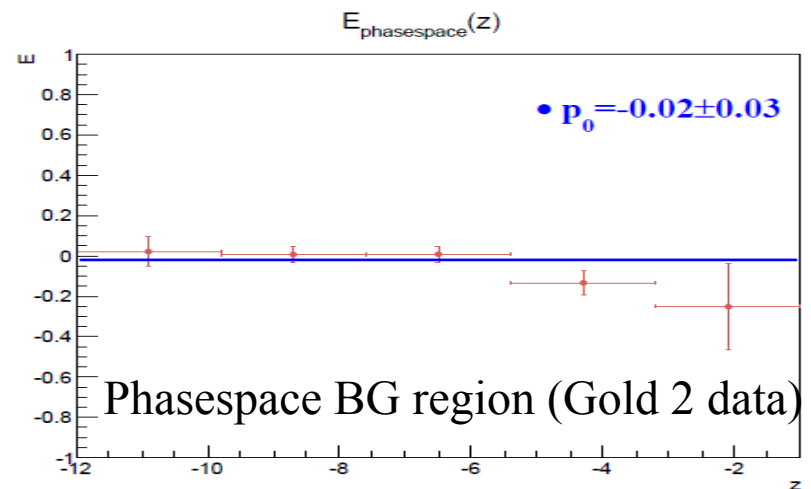 E_phasespace(z)
E
1
0.8
0.6
0.4
0.2
0
-0.2
-0.4
-0.6
-0.8
-1
• p_0=-0.02±0.03
Phasespace BG region (Gold 2 data)
-12 -10 -8 -6 -4 -2
z